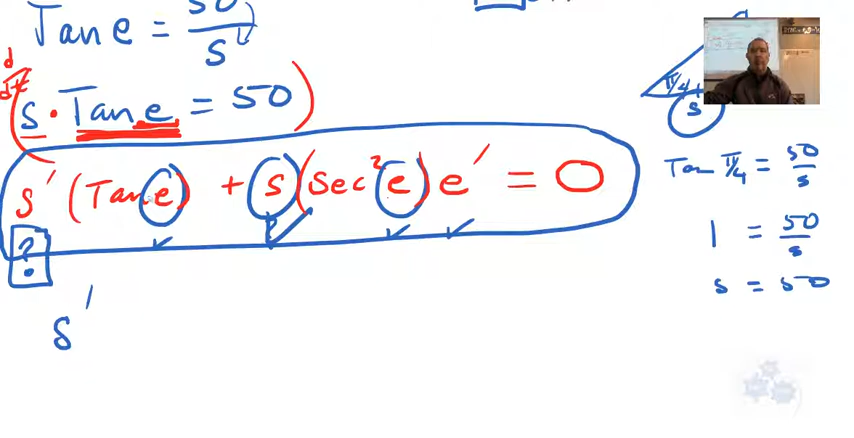 Tan e = 50/s
d/dt (s · Tan e = 50)
s′ (Tan e) + s (Sec² e) e′ = 0
?
s′
π/4
s
Tan π/4 = 50/s
1 = 50/s
s = 50